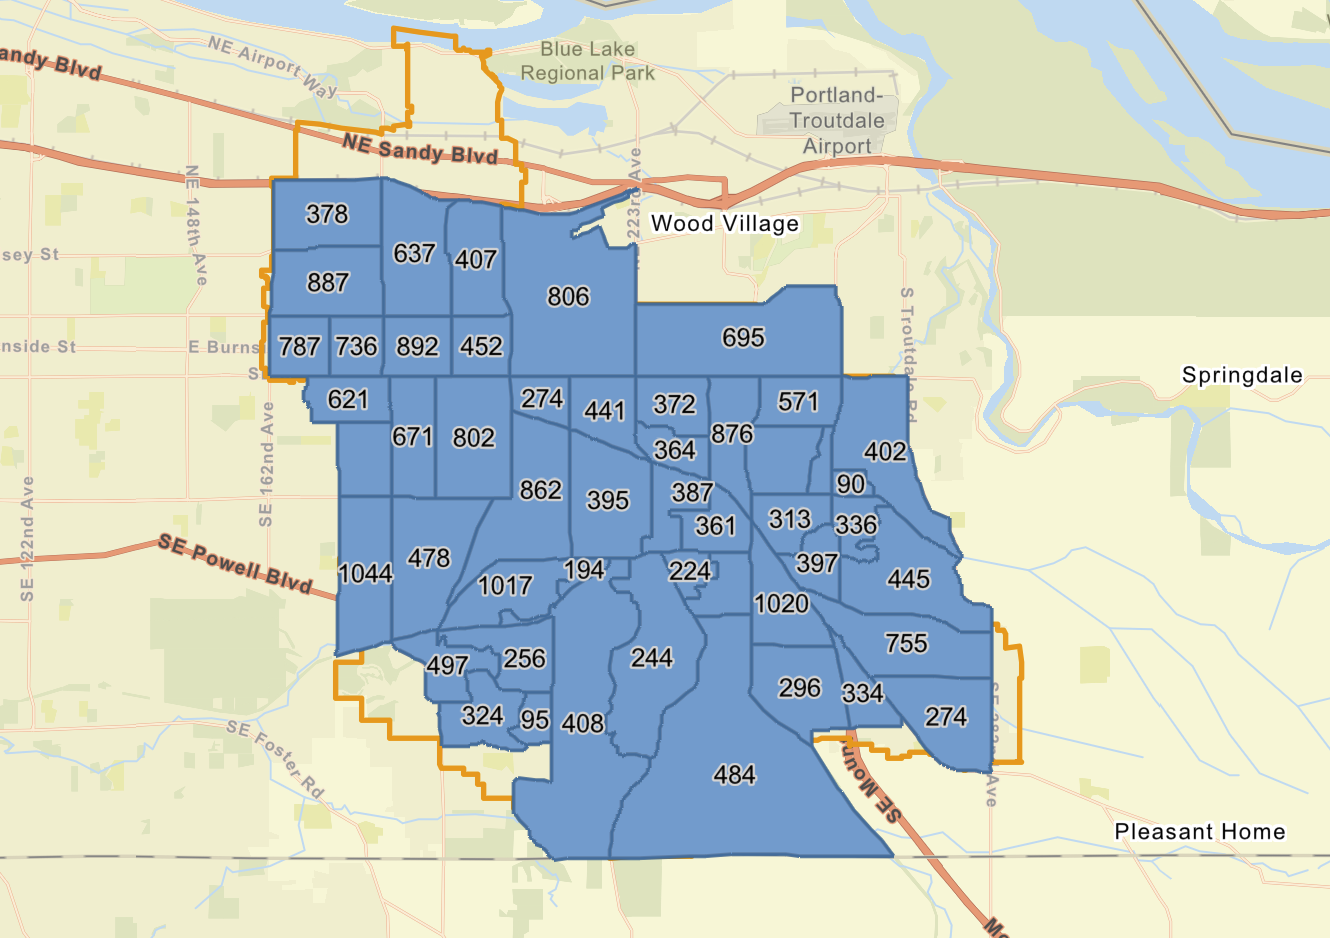 NE Airport Way
Blue Lake
Regional Park
andy Blvd
Portland-
Troutdale
Airport
NE Sandy Blvd
NE 148th Ave
223rd Ave
Wood Village
378
637
407
sey St
887
806
S Troutdale Rd
695
nside St
E Burns
787
736
892
452
Springdale
SE
621
274
441
372
571
671
802
876
364
402
SE 162nd Ave
862
395
387
90
361
313
336
SE 122nd Ave
SE Powell Blvd
1044
478
1017
194
224
397
445
1020
755
497
256
244
296
334
324
95
408
274
SE 282nd Ave
SE Foster Rd
484
SE Moun
Pleasant Home
Mo